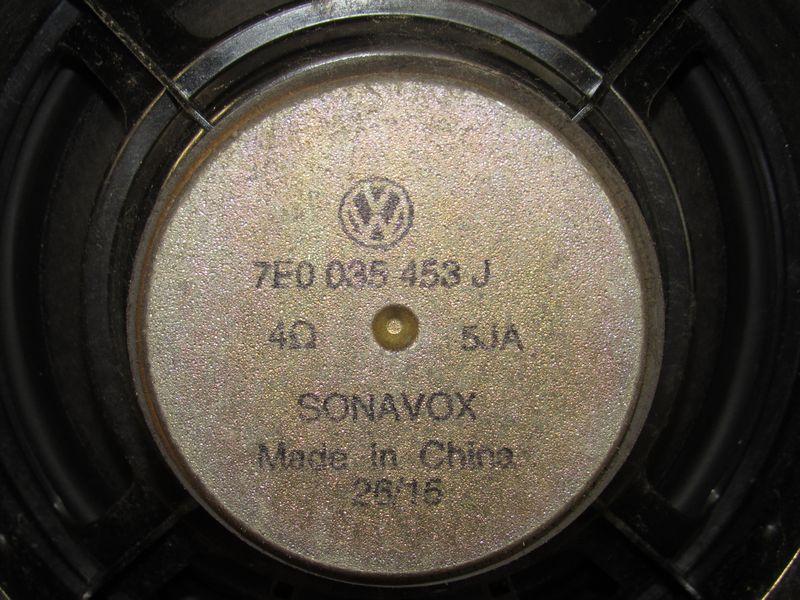 7E0 035 453 J
4Ω 5JA
SONAVOX
Made in China
26/15